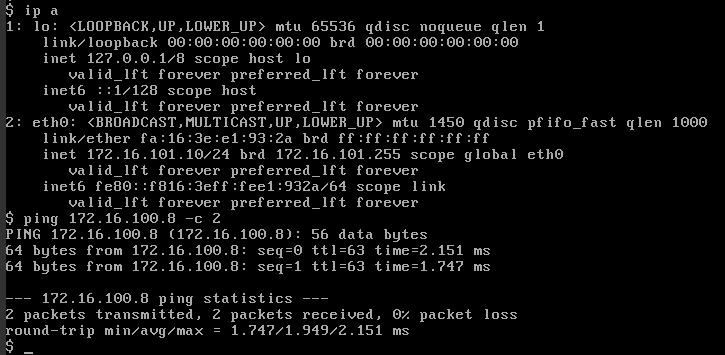 $ ip a
1: lo: <LOOPBACK,UP,LOWER_UP> mtu 65536 qdisc noqueue qlen 1
    link/loopback 00:00:00:00:00:00 brd 00:00:00:00:00:00
    inet 127.0.0.1/8 scope host lo
       valid_lft forever preferred_lft forever
    inet6 ::1/128 scope host
       valid_lft forever preferred_lft forever
2: eth0: <BROADCAST,MULTICAST,UP,LOWER_UP> mtu 1450 qdisc pfifo_fast qlen 1000
    link/ether fa:16:3e:e1:93:2a brd ff:ff:ff:ff:ff:ff
    inet 172.16.101.10/24 brd 172.16.101.255 scope global eth0
       valid_lft forever preferred_lft forever
    inet6 fe80::f816:3eff:fee1:932a/64 scope link
       valid_lft forever preferred_lft forever
$ ping 172.16.100.8 -c 2
PING 172.16.100.8 (172.16.100.8): 56 data bytes
64 bytes from 172.16.100.8: seq=0 ttl=63 time=2.151 ms
64 bytes from 172.16.100.8: seq=1 ttl=63 time=1.747 ms

--- 172.16.100.8 ping statistics ---
2 packets transmitted, 2 packets received, 0% packet loss
round-trip min/avg/max = 1.747/1.949/2.151 ms
$ _